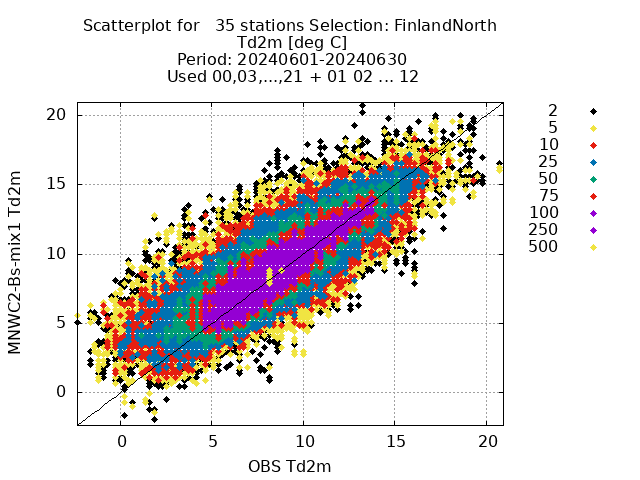 Scatterplot for   35 stations Selection: FinlandNorth
Td2m [deg C]
Period: 20240601-20240630
Used 00,03,...,21 + 01 02 ... 12
MNWC2-Bs-mix1 Td2m
20
15
10
5
0
0 5 10 15 20
OBS Td2m
2
5
10
25
50
75
100
250
500